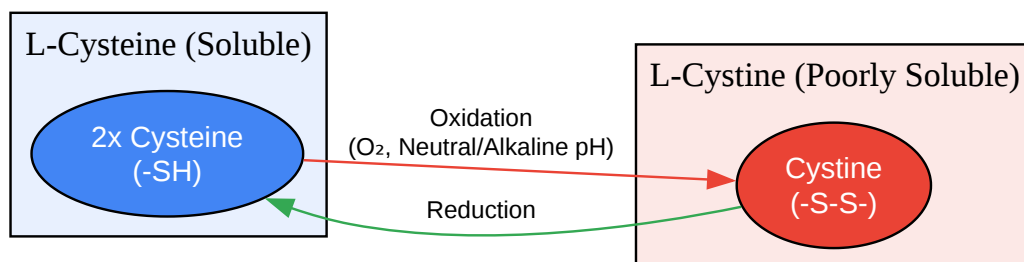 L-Cysteine (Soluble)
2x Cysteine
(-SH)
Oxidation
(O₂, Neutral/Alkaline pH)
Reduction
L-Cystine (Poorly Soluble)
Cystine
(-S-S-)